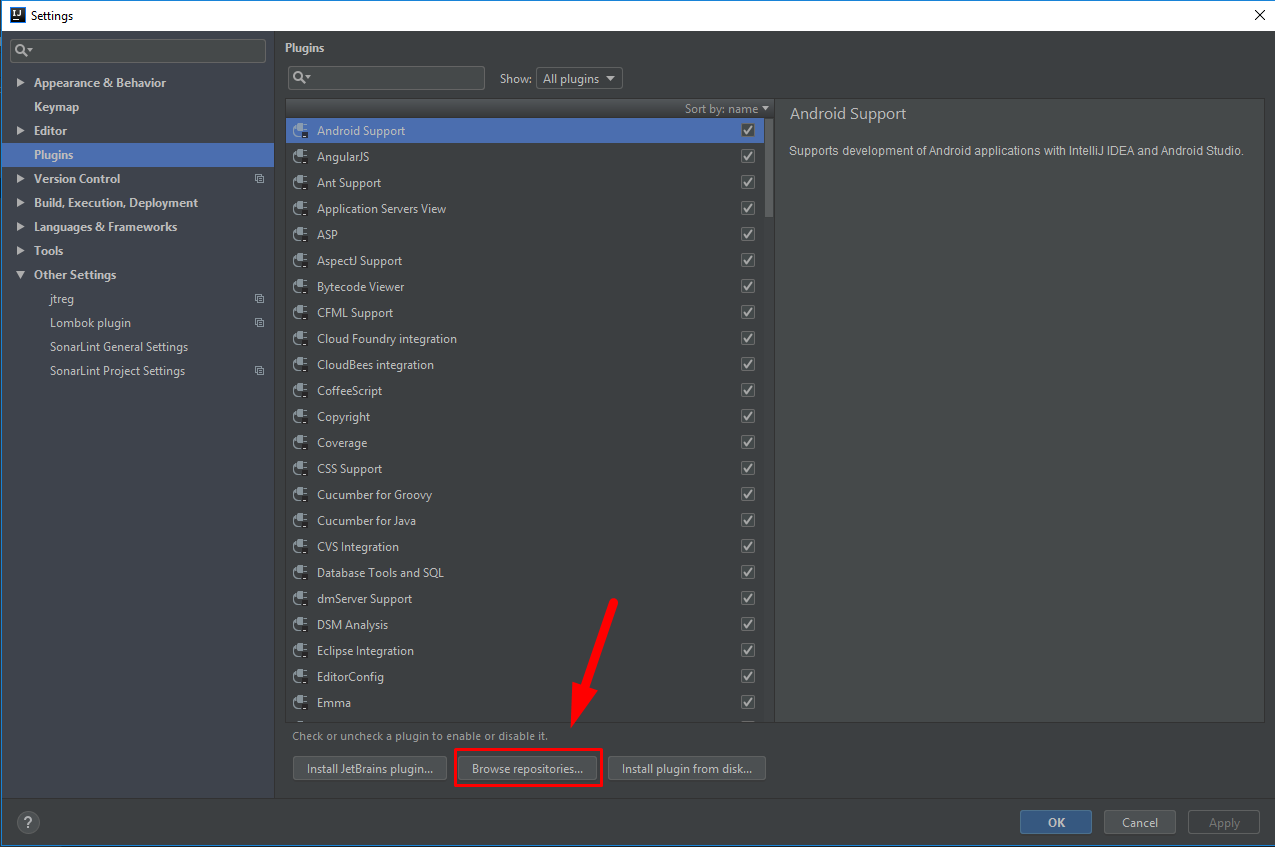 Settings
Appearance & Behavior
Keymap
Editor
Plugins
Version Control
Build, Execution, Deployment
Languages & Frameworks
Tools
Other Settings
jtreg
Lombok plugin
SonarLint General Settings
SonarLint Project Settings
Plugins
Show: All plugins
Sort by: name
Android Support
AngularJS
Ant Support
Application Servers View
ASP
AspectJ Support
Bytecode Viewer
CFML Support
Cloud Foundry integration
CloudBees integration
CoffeeScript
Copyright
Coverage
CSS Support
Cucumber for Groovy
Cucumber for Java
CVS Integration
Database Tools and SQL
dmServer Support
DSM Analysis
Eclipse Integration
EditorConfig
Emma
Check or uncheck a plugin to enable or disable it.
Install JetBrains plugin... Browse repositories... Install plugin from disk...
Android Support
Supports development of Android applications with IntelliJ IDEA and Android Studio.
? OK Cancel Apply